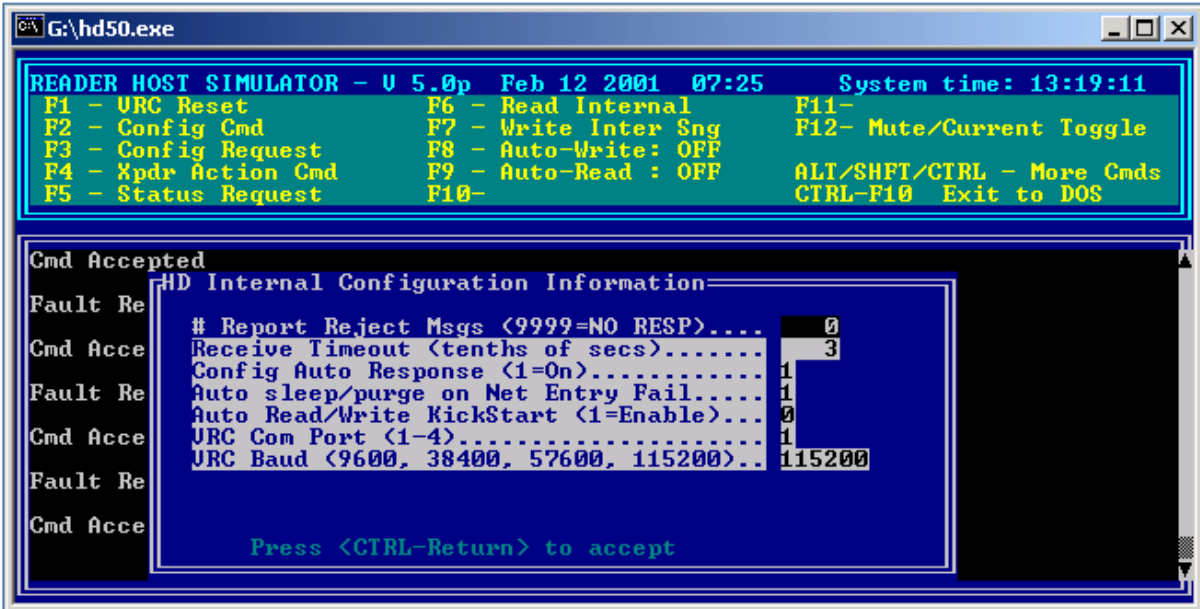 G:\hd50.exe
READER HOST SIMULATOR - V 5.0p Feb 12 2001 07:25 System time: 13:19:11
F1 - VRC Reset F6 - Read Internal F11-
F2 - Config Cmd F7 - Write Inter Sng F12- Mute/Current Toggle
F3 - Config Request F8 - Auto-Write: OFF
F4 - Xpdr Action Cmd F9 - Auto-Read : OFF ALT/SHFT/CTRL - More Cmds
F5 - Status Request F10- CTRL-F10 Exit to DOS
Cmd Accepted
HD Internal Configuration Information
Fault Re
# Report Reject Msgs (9999=NO RESP).... 0
Cmd Acce Receive Timeout (tenths of secs)....... 3
Config Auto Response (1=On)............ 1
Fault Re Auto sleep/purge on Net Entry Fail..... 1
Auto Read/Write KickStart (1=Enable)... 0
Cmd Acce VRC Com Port (1-4)..................... 1
VRC Baud (9600, 38400, 57600, 115200).. 115200
Fault Re
Cmd Acce
Press <CTRL-Return> to accept